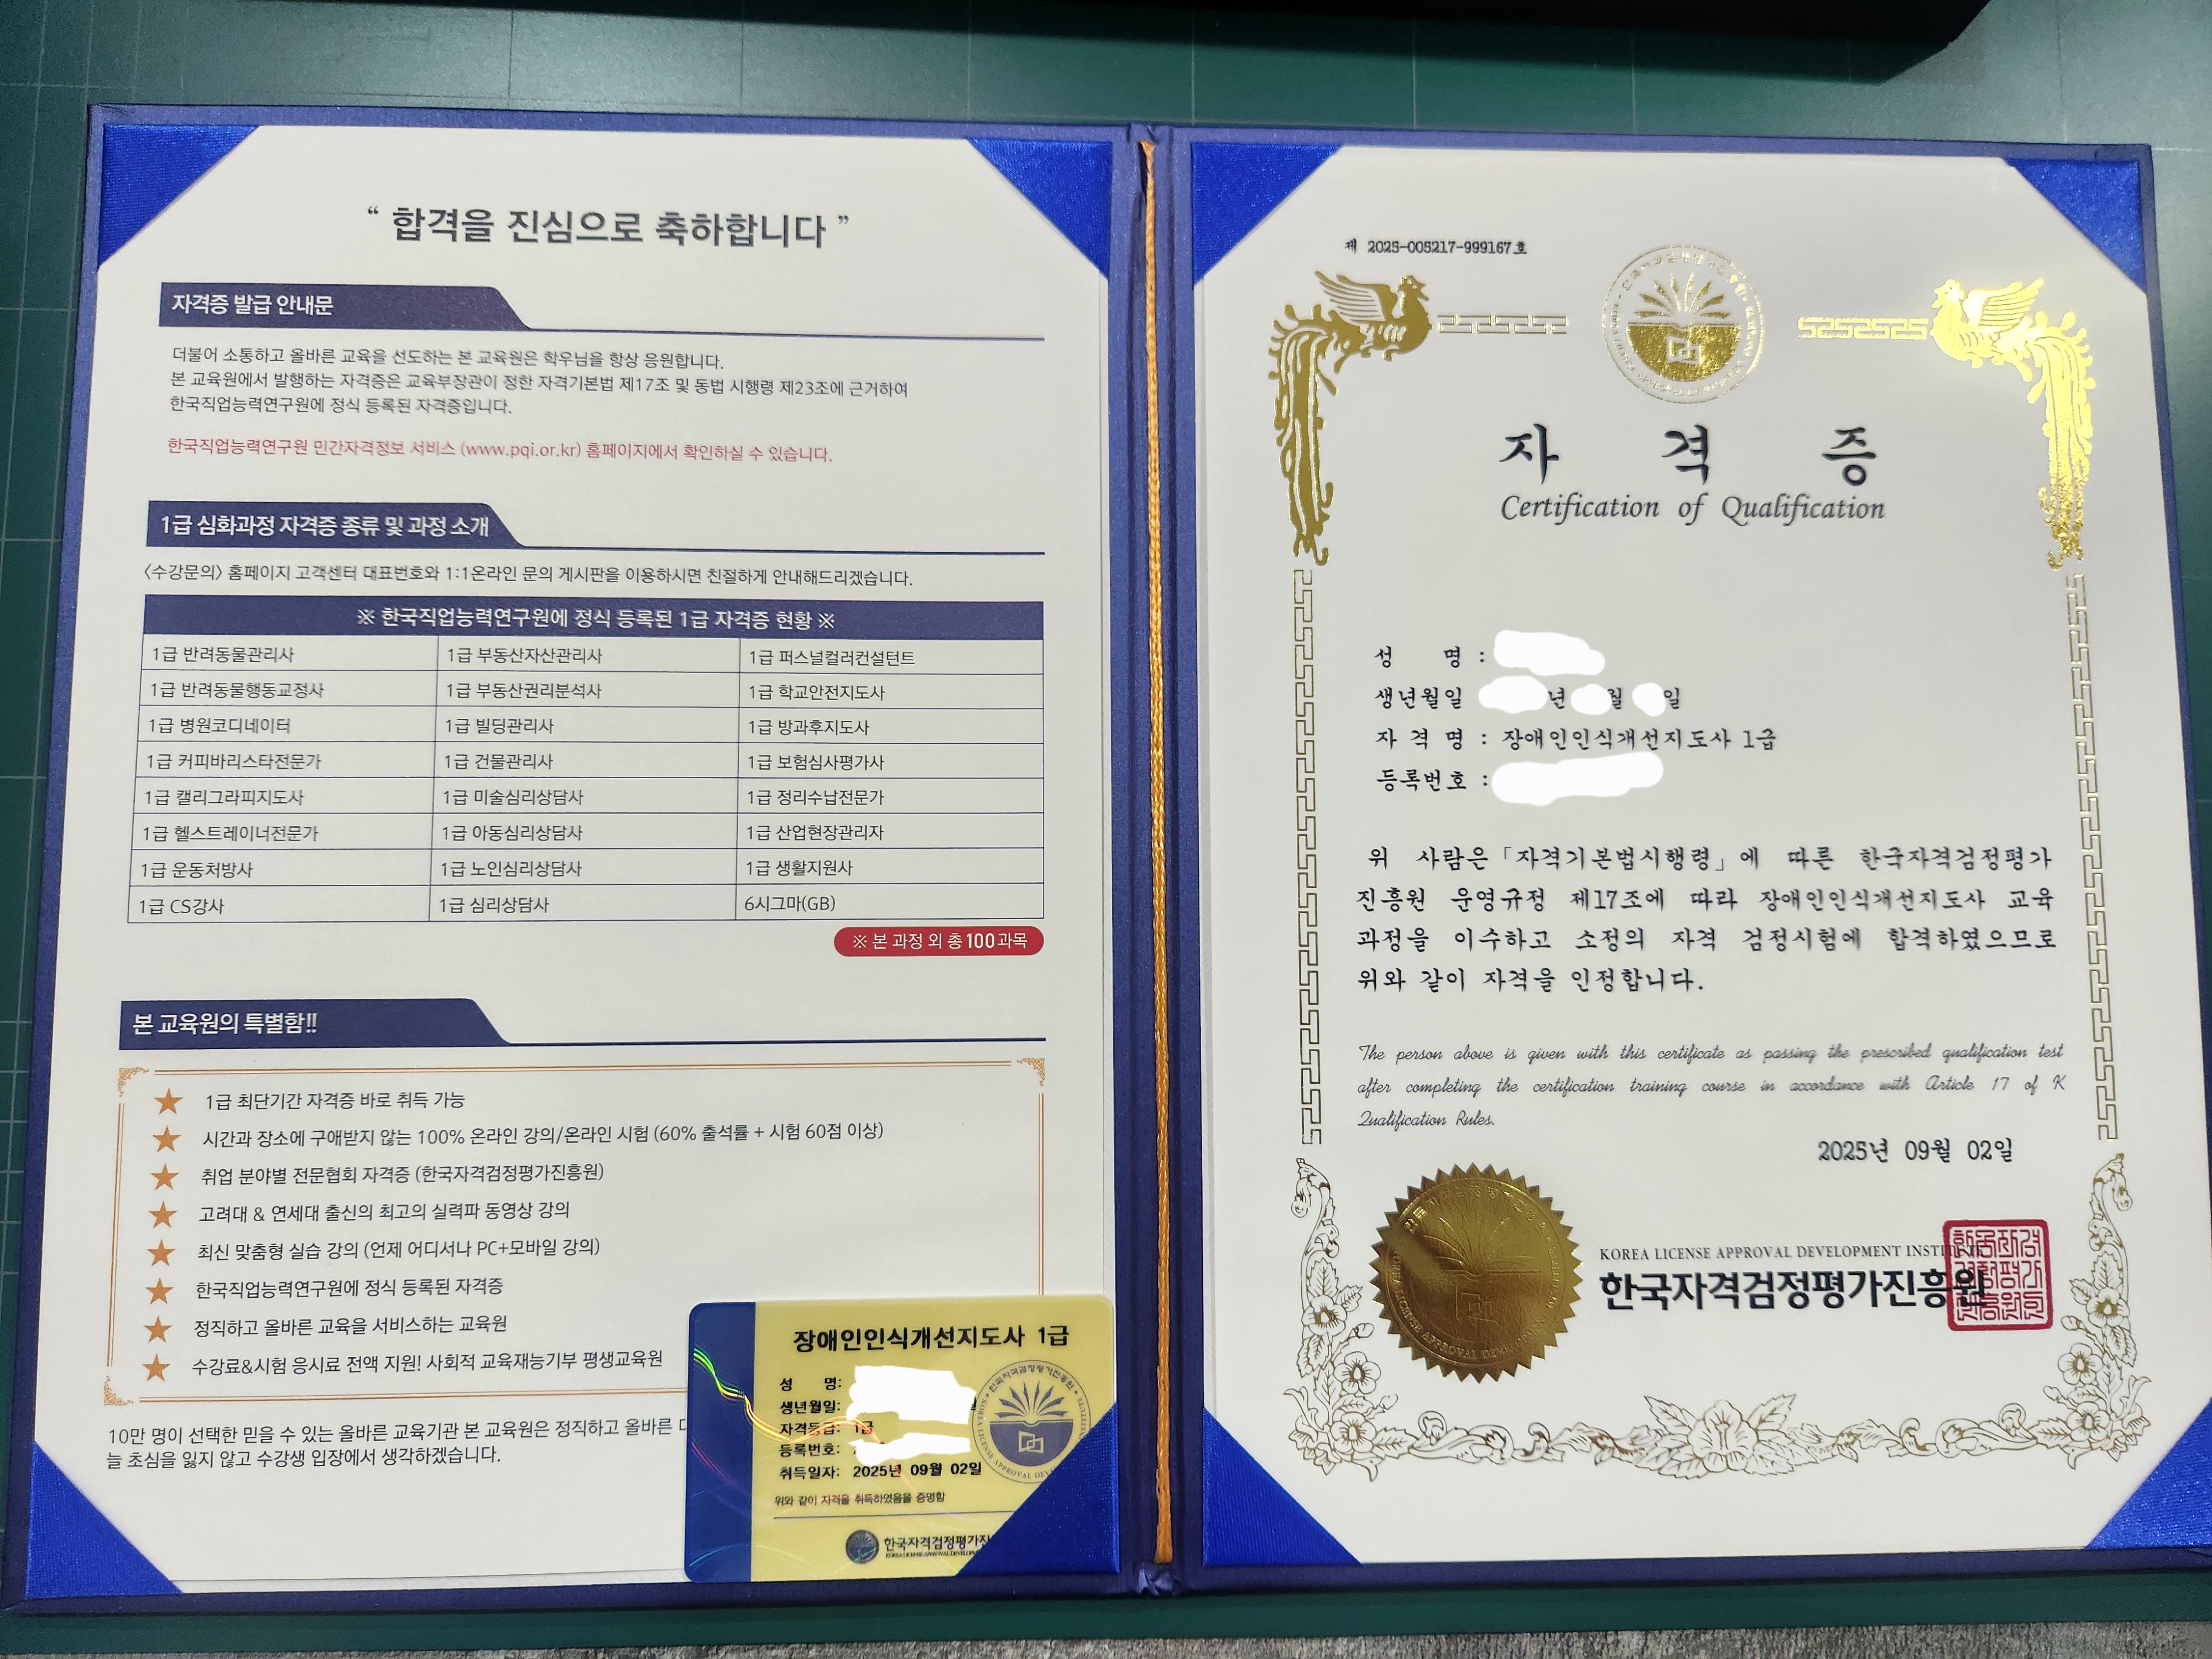 “ 합격을 진심으로 축하합니다 ”
자격증 발급 안내문
더불어 소통하고 올바른 교육을 선도하는 본 교육원은 학우님을 항상 응원합니다.
본 교육원에서 발행하는 자격증은 교육부장관이 정한 자격기본법 제17조 및 동법 시행령 제23조에 근거하여
한국직업능력연구원에 정식 등록된 자격증입니다.
한국직업능력연구원 민간자격정보 서비스 (www.pqi.or.kr) 홈페이지에서 확인하실 수 있습니다.
1급 심화과정 자격증 종류 및 과정 소개
<수강문의> 홈페이지 고객센터 대표번호와 1:1온라인 문의 게시판을 이용하시면 친절하게 안내해드리겠습니다.
※ 한국직업능력연구원에 정식 등록된 1급 자격증 현황 ※
1급 반려동물관리사 1급 부동산자산관리사 1급 퍼스널컬러컨설턴트
1급 반려동물행동교정사 1급 부동산권리분석사 1급 학교안전지도사
1급 병원코디네이터 1급 빌딩관리사 1급 방과후지도사
1급 커피바리스타전문가 1급 건물관리사 1급 보험심사평가사
1급 캘리그라피지도사 1급 미술심리상담사 1급 정리수납전문가
1급 헬스트레이너전문가 1급 아동심리상담사 1급 산업현장관리자
1급 운동처방사 1급 노인심리상담사 1급 생활지원사
1급 CS강사 1급 심리상담사 6시그마(GB)
※ 본 과정 외 총 100과목
본 교육원의 특별함!!
1급 최단기간 자격증 바로 취득 가능
시간과 장소에 구애받지 않는 100% 온라인 강의/온라인 시험 (60% 출석률 + 시험 60점 이상)
취업 분야별 전문협회 자격증 (한국자격검정평가진흥원)
고려대 & 연세대 출신의 최고의 실력파 동영상 강의
최신 맞춤형 실습 강의 (언제 어디서나 PC+모바일 강의)
한국직업능력연구원에 정식 등록된 자격증
정직하고 올바른 교육을 서비스하는 교육원
수강료&시험 응시료 전액 지원! 사회적 교육재능기부 평생교육원
10만 명이 선택한 믿을 수 있는 올바른 교육기관 본 교육원은 정직하고 올바른
늘 초심을 잃지 않고 수강생 입장에서 생각하겠습니다.
장애인인식개선지도사 1급
성 명:
생년월일: 일
자격등급: 1급
등록번호:
취득일자: 2025년 09월 02일
위와 같이 자격을 취득하였음을 증명함
한국자격검정평가진
제 2025-005217-999167호
자 격 증
Certification of Qualification
성 명 :
생년월일 년 월 일
자 격 명 : 장애인인식개선지도사 1급
등록번호 :
위 사람은 「자격기본법시행령」에 따른 한국자격검정평가
진흥원 운영규정 제17조에 따라 장애인인식개선지도사 교육
과정을 이수하고 소정의 자격 검정시험에 합격하였으므로
위와 같이 자격을 인정합니다.
The person above is given with this certificate as passing the prescribed qualification test
after completing the certification training course in accordance with Article 17 of K
Qualification Rules.
2025년 09월 02일
KOREA LICENSE APPROVAL DEVELOPMENT INSTITUTE
한국자격검정평가진흥원